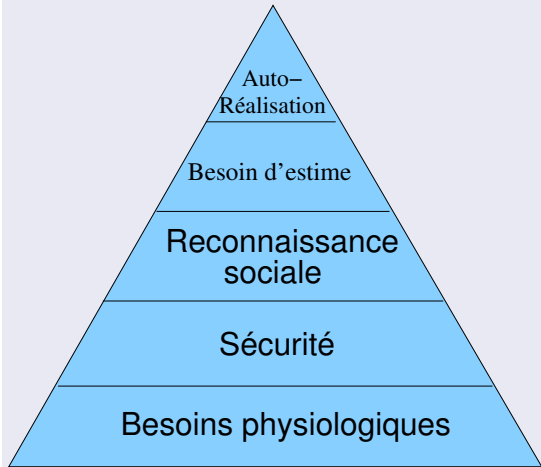 Auto−
Réalisation
Besoin d'estime
Reconnaissance
sociale
Sécurité
Besoins physiologiques